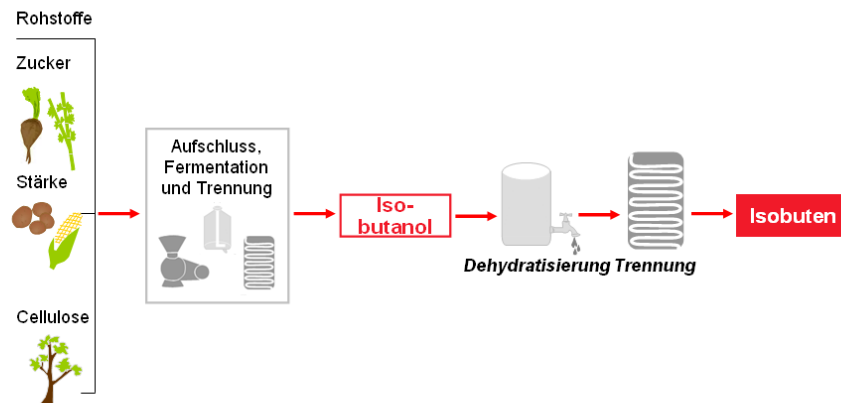 Rohstoffe
Zucker
Stärke
Cellulose
Aufschluss,
Fermentation
und Trennung
Iso-
butanol
Dehydratisierung Trennung
Isobuten